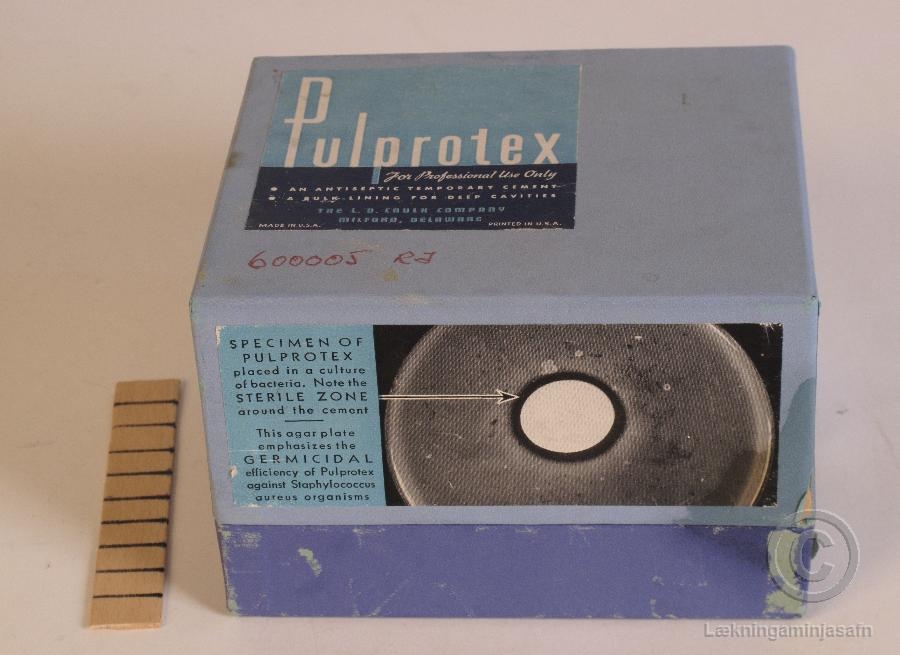 Pulprotex
For Professional Use Only
• AN ANTISEPTIC TEMPORARY CEMENT
• A BULK LINING FOR DEEP CAVITIES
THE L. D. CAULK COMPANY
MILFORD, DELAWARE
MADE IN U.S.A. PRINTED IN U.S.A.
600005 RJ
SPECIMEN OF
PULPROTEX
placed in a culture
of bacteria. Note the
STERILE ZONE
around the cement
This agar plate
emphasizes the
GERMICIDAL
efficiency of Pulprotex
against Staphylococcus
aureus organisms
©
Lækningaminjasafn